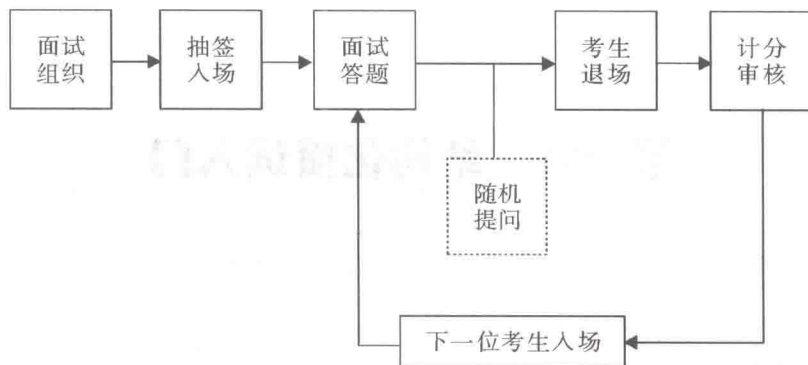 面试
组织
抽签
入场
面试
答题
考生
退场
计分
审核
随机
提问
下一位考生入场